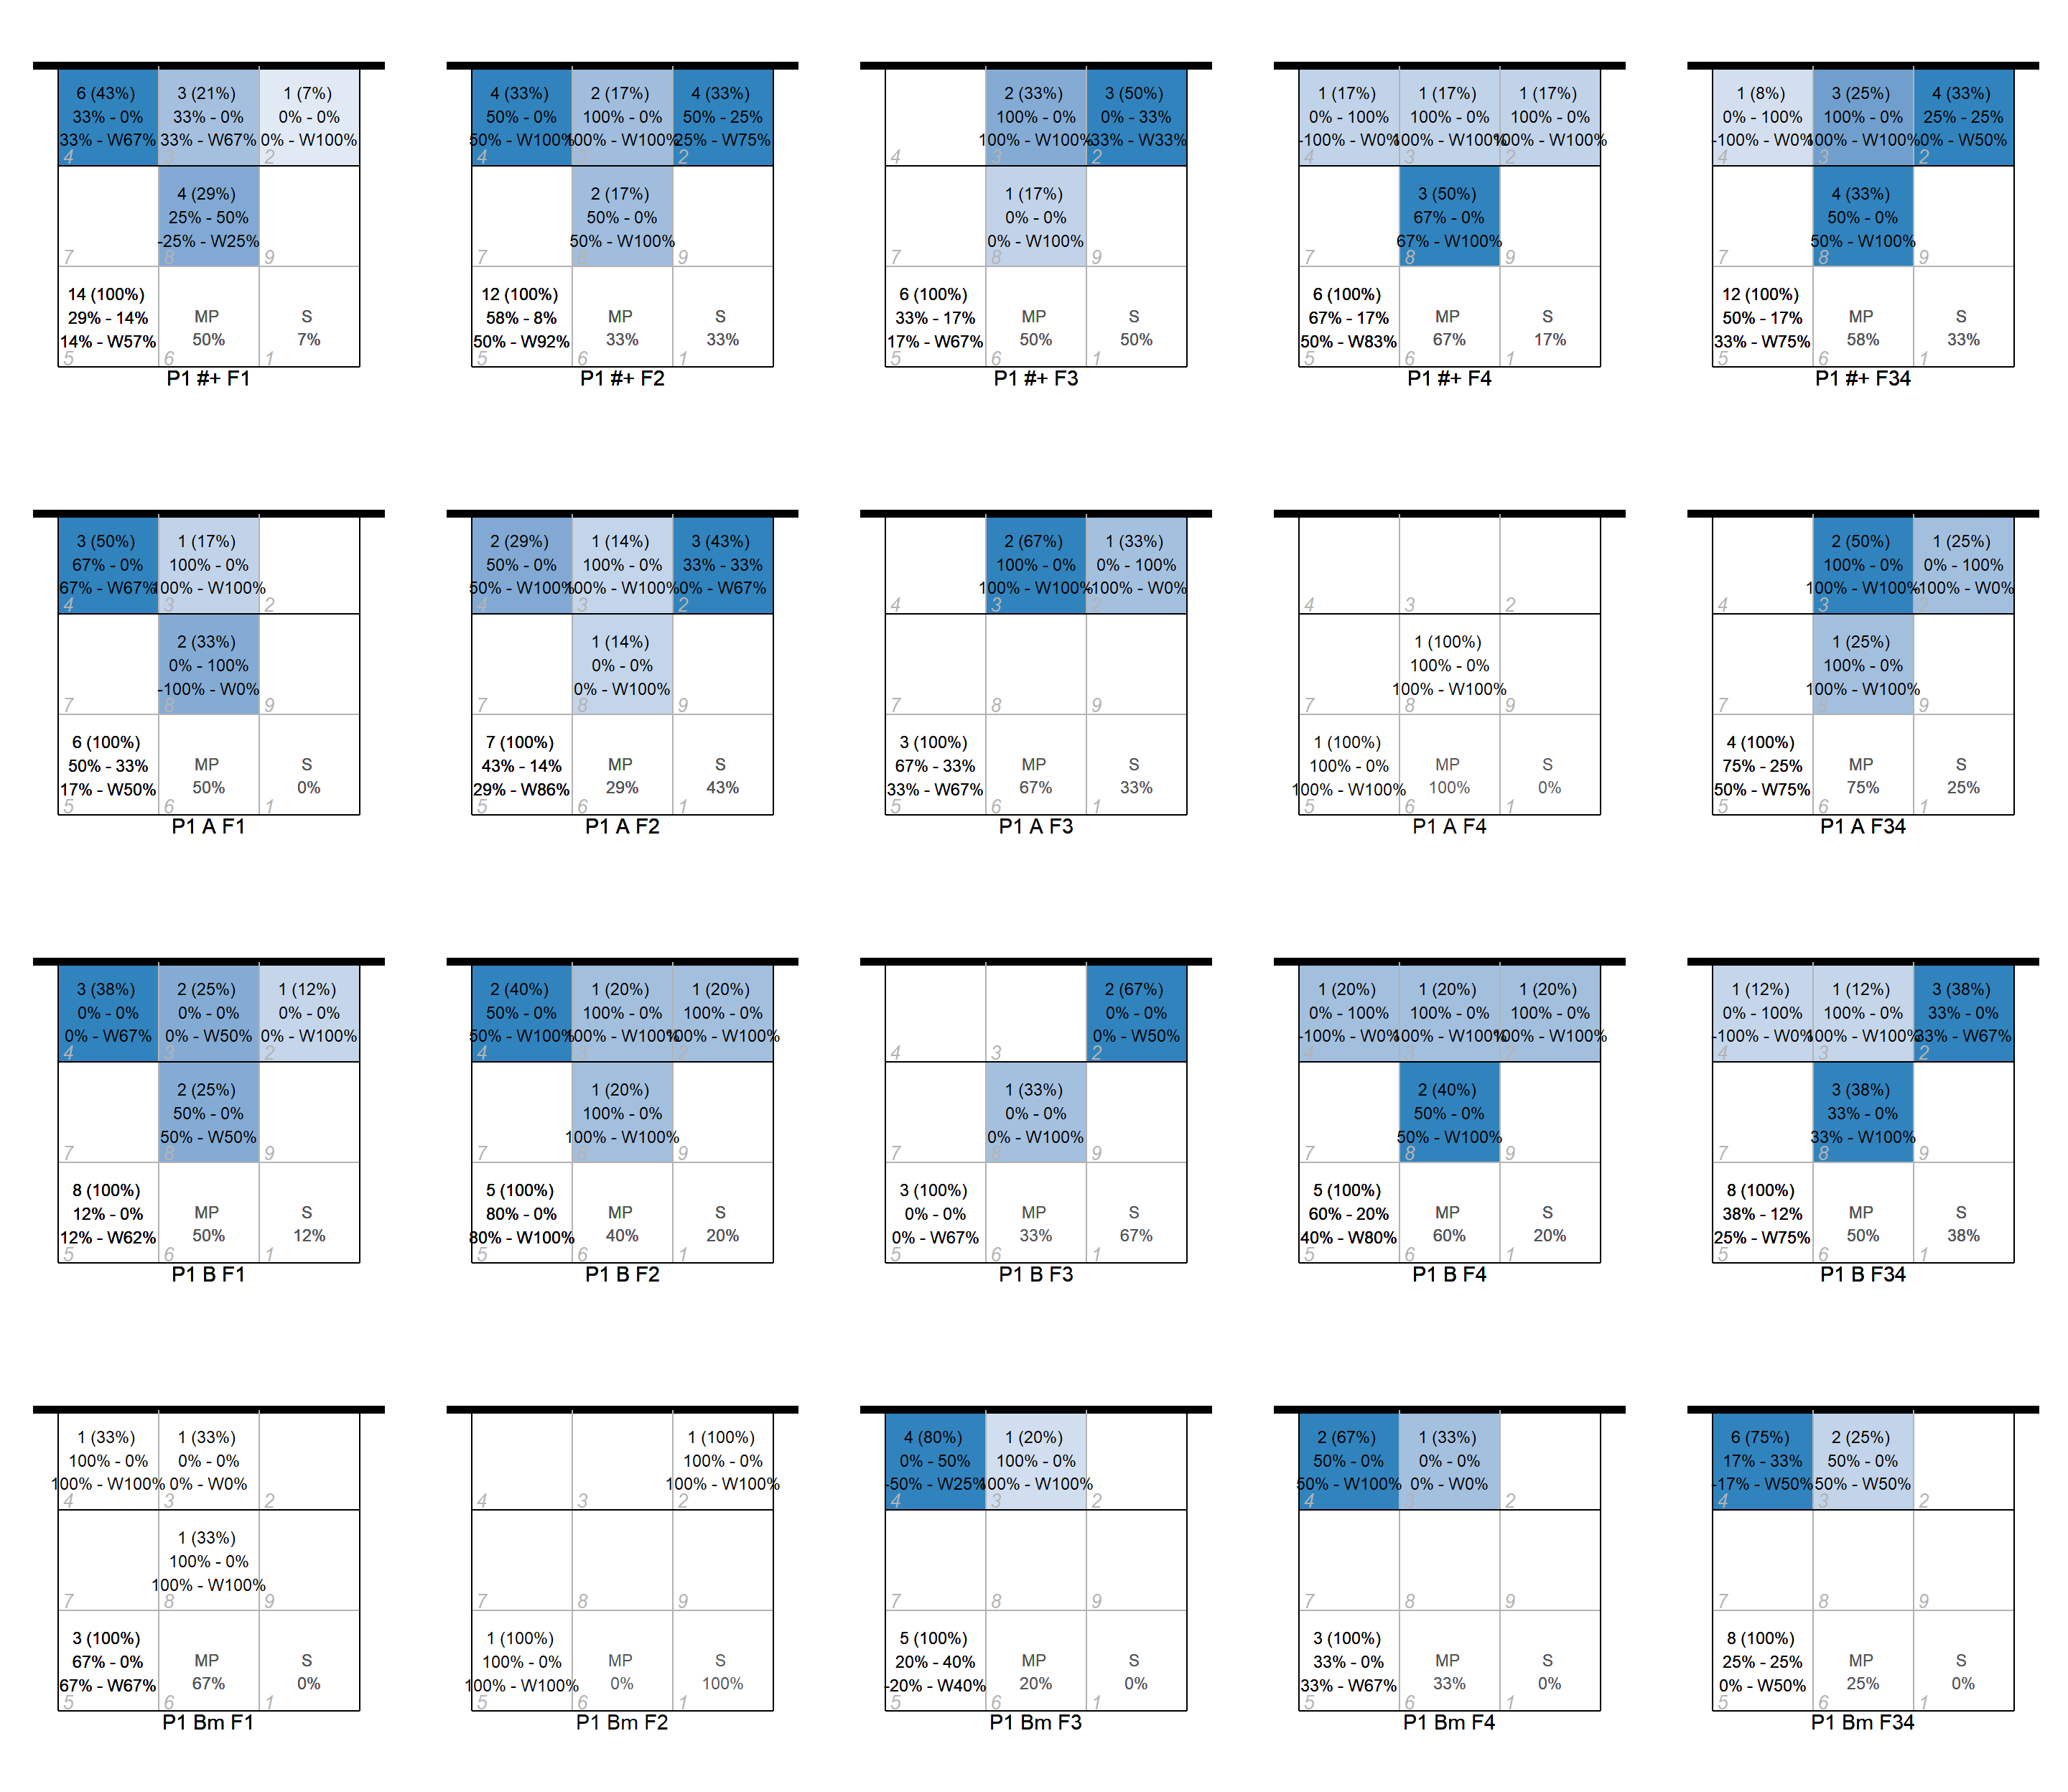 6 (43%)
33% - 0%
33% - W67%
4
3 (21%)
33% - 0%
33% - W67%
3
1 (7%)
0% - 0%
0% - W100%
2
7
4 (29%)
25% - 50%
-25% - W25%
8
9
14 (100%)
29% - 14%
14% - W57%
5
MP
50%
6
S
7%
1
P1 #+ F1
4 (33%)
50% - 0%
50% - W100%
4
2 (17%)
100% - 0%
100% - W100%
3
4 (33%)
50% - 25%
25% - W75%
2
7
2 (17%)
50% - 0%
50% - W100%
8
9
12 (100%)
58% - 8%
50% - W92%
5
MP
33%
6
S
33%
1
P1 #+ F2
4
2 (33%)
100% - 0%
100% - W100%
3
3 (50%)
0% - 33%
-33% - W33%
2
7
1 (17%)
0% - 0%
0% - W100%
8
9
6 (100%)
33% - 17%
17% - W67%
5
MP
50%
6
S
50%
1
P1 #+ F3
1 (17%)
0% - 100%
-100% - W0%
4
1 (17%)
100% - 0%
100% - W100%
3
1 (17%)
100% - 0%
100% - W100%
2
7
3 (50%)
67% - 0%
67% - W100%
8
9
6 (100%)
67% - 17%
50% - W83%
5
MP
67%
6
S
17%
1
P1 #+ F4
1 (8%)
0% - 100%
-100% - W0%
4
3 (25%)
100% - 0%
100% - W100%
3
4 (33%)
25% - 25%
0% - W50%
2
7
4 (33%)
50% - 0%
50% - W100%
8
9
12 (100%)
50% - 17%
33% - W75%
5
MP
58%
6
S
33%
1
P1 #+ F34
3 (50%)
67% - 0%
67% - W67%
4
1 (17%)
100% - 0%
100% - W100%
3
2
7
2 (33%)
0% - 100%
-100% - W0%
8
9
6 (100%)
50% - 33%
17% - W50%
5
MP
50%
6
S
0%
1
P1 A F1
2 (29%)
50% - 0%
50% - W100%
4
1 (14%)
100% - 0%
100% - W100%
3
3 (43%)
33% - 33%
0% - W67%
2
7
1 (14%)
0% - 0%
0% - W100%
8
9
7 (100%)
43% - 14%
29% - W86%
5
MP
29%
6
S
43%
1
P1 A F2
4
2 (67%)
100% - 0%
100% - W100%
3
1 (33%)
0% - 100%
-100% - W0%
2
7
8
9
3 (100%)
67% - 33%
33% - W67%
5
MP
67%
6
S
33%
1
P1 A F3
4
3
2
7
1 (100%)
100% - 0%
100% - W100%
8
9
1 (100%)
100% - 0%
100% - W100%
5
MP
100%
6
S
0%
1
P1 A F4
4
2 (50%)
100% - 0%
100% - W100%
3
1 (25%)
0% - 100%
-100% - W0%
2
7
1 (25%)
100% - 0%
100% - W100%
8
9
4 (100%)
75% - 25%
50% - W75%
5
MP
75%
6
S
25%
1
P1 A F34
3 (38%)
0% - 0%
0% - W67%
4
2 (25%)
0% - 0%
0% - W50%
3
1 (12%)
0% - 0%
0% - W100%
2
7
2 (25%)
50% - 0%
50% - W50%
8
9
8 (100%)
12% - 0%
12% - W62%
5
MP
50%
6
S
12%
1
P1 B F1
2 (40%)
50% - 0%
50% - W100%
4
1 (20%)
100% - 0%
100% - W100%
3
1 (20%)
100% - 0%
100% - W100%
2
7
1 (20%)
100% - 0%
100% - W100%
8
9
5 (100%)
80% - 0%
80% - W100%
5
MP
40%
6
S
20%
1
P1 B F2
4
3
2 (67%)
0% - 0%
0% - W50%
2
7
1 (33%)
0% - 0%
0% - W100%
8
9
3 (100%)
0% - 0%
0% - W67%
5
MP
33%
6
S
67%
1
P1 B F3
1 (20%)
0% - 100%
-100% - W0%
4
1 (20%)
100% - 0%
100% - W100%
3
1 (20%)
100% - 0%
100% - W100%
2
7
2 (40%)
50% - 0%
50% - W100%
8
9
5 (100%)
60% - 20%
40% - W80%
5
MP
60%
6
S
20%
1
P1 B F4
1 (12%)
0% - 100%
-100% - W0%
4
1 (12%)
100% - 0%
100% - W100%
3
3 (38%)
33% - 0%
33% - W67%
2
7
3 (38%)
33% - 0%
33% - W100%
8
9
8 (100%)
38% - 12%
25% - W75%
5
MP
50%
6
S
38%
1
P1 B F34
1 (33%)
100% - 0%
100% - W100%
4
1 (33%)
0% - 0%
0% - W0%
3
2
7
1 (33%)
100% - 0%
100% - W100%
8
9
3 (100%)
67% - 0%
67% - W67%
5
MP
67%
6
S
0%
1
P1 Bm F1
4
3
1 (100%)
100% - 0%
100% - W100%
2
7
8
9
1 (100%)
100% - 0%
100% - W100%
5
MP
0%
6
S
100%
1
P1 Bm F2
4 (80%)
0% - 50%
-50% - W25%
4
1 (20%)
100% - 0%
100% - W100%
3
2
7
8
9
5 (100%)
20% - 40%
-20% - W40%
5
MP
20%
6
S
0%
1
P1 Bm F3
2 (67%)
50% - 0%
50% - W100%
4
1 (33%)
0% - 0%
0% - W0%
3
2
7
8
9
3 (100%)
33% - 0%
33% - W67%
5
MP
33%
6
S
0%
1
P1 Bm F4
6 (75%)
17% - 33%
-17% - W50%
4
2 (25%)
50% - 0%
50% - W50%
3
2
7
8
9
8 (100%)
25% - 25%
0% - W50%
5
MP
25%
6
S
0%
1
P1 Bm F34